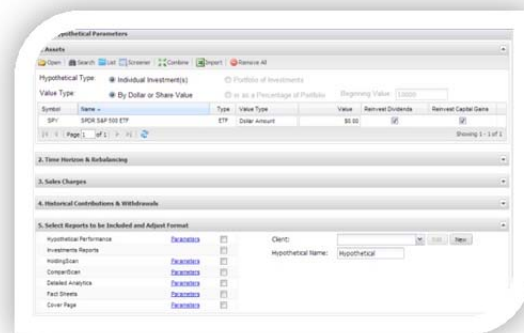 Hypothetical Parameters
Assets
Open Search List Screener Combine Import Remove All
Hypothetical Type: Individual Investment(s) Portfolio of Investments
Value Type: By Dollar or Share Value or as a Percentage of Portfolio Beginning Value: 10000
Symbol Name Type Value Type Value Reinvest Dividends Reinvest Capital Gains
SPY SPDR S&P 500 ETF ETF Dollar Amount $0.00
Page 1 of 1 Showing 1 - 1 of 1
2. Time Horizon & Rebalancing
3. Sales Charges
4. Historical Contributions & Withdrawals
5. Select Reports to be Included and Adjust Format
Hypothetical Performance Parameters Client: Add New
Investments Reports Hypothetical Name: Hypothetical
HoldingScan Parameters
ComparScan Parameters
Detailed Analytics Parameters
Fact Sheets Parameters
Cover Page Parameters